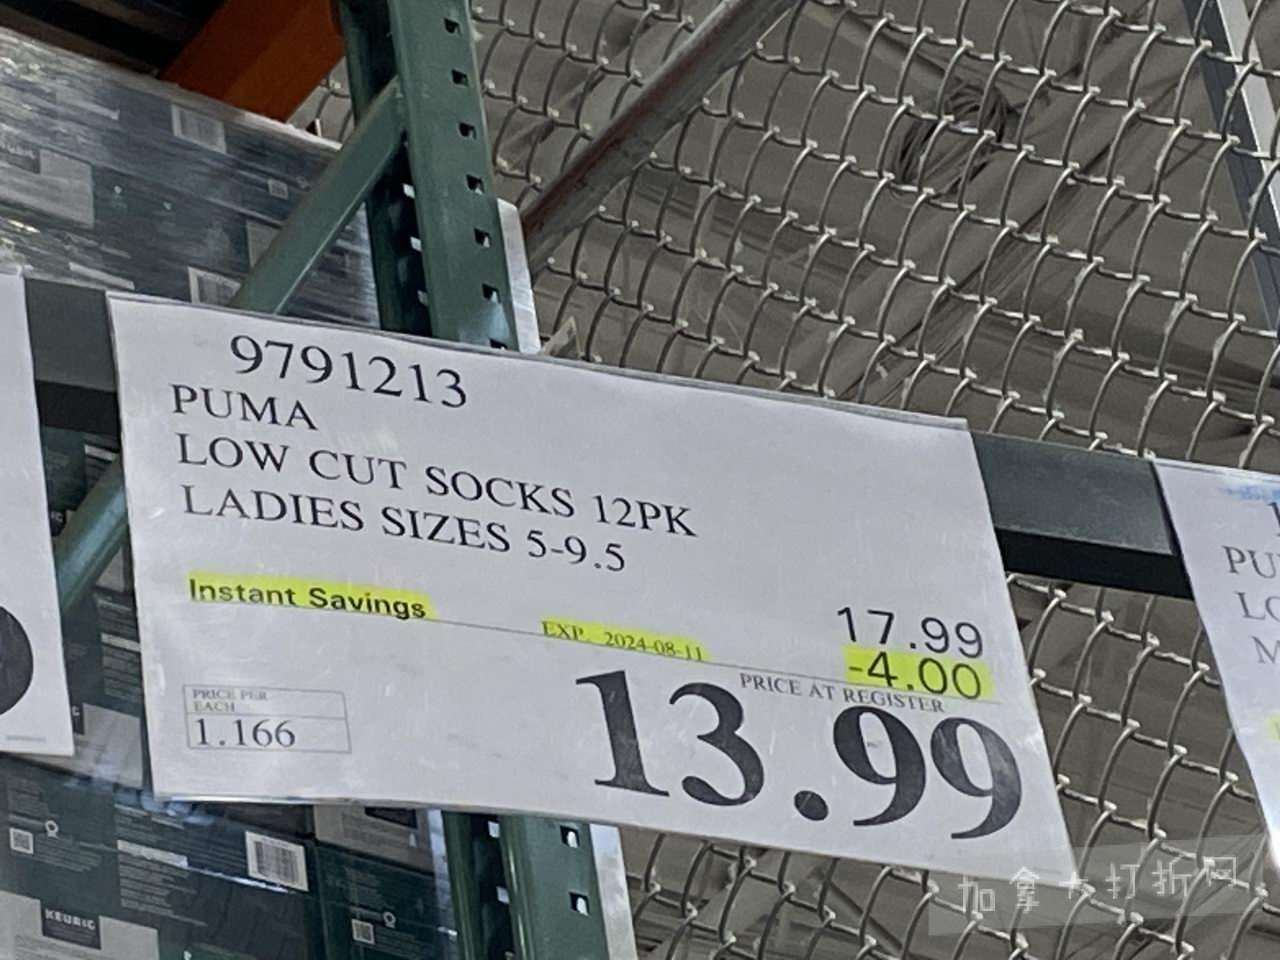 9791213
PUMA
LOW CUT SOCKS 12PK
LADIES SIZES 5-9.5
Instant Savings
EXP. 2024-08-11
17.99
-4.00
PRICE AT REGISTER
13.99
PRICE PER
EACH
1.166
PU
KEURIG
加拿大打折网